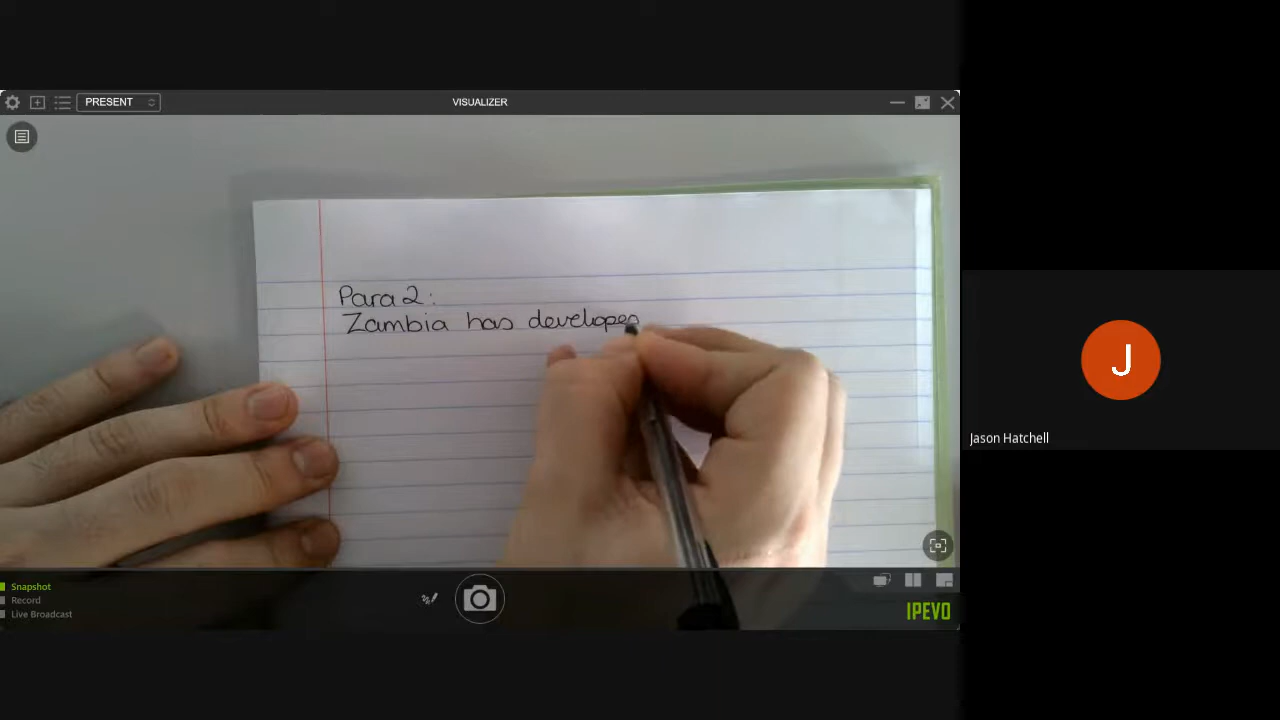 PRESENT
VISUALIZER
Para 2:
Zambia has develope
J
Jason Hatchell
Snapshot
Record
Live Broadcast
IPEVO